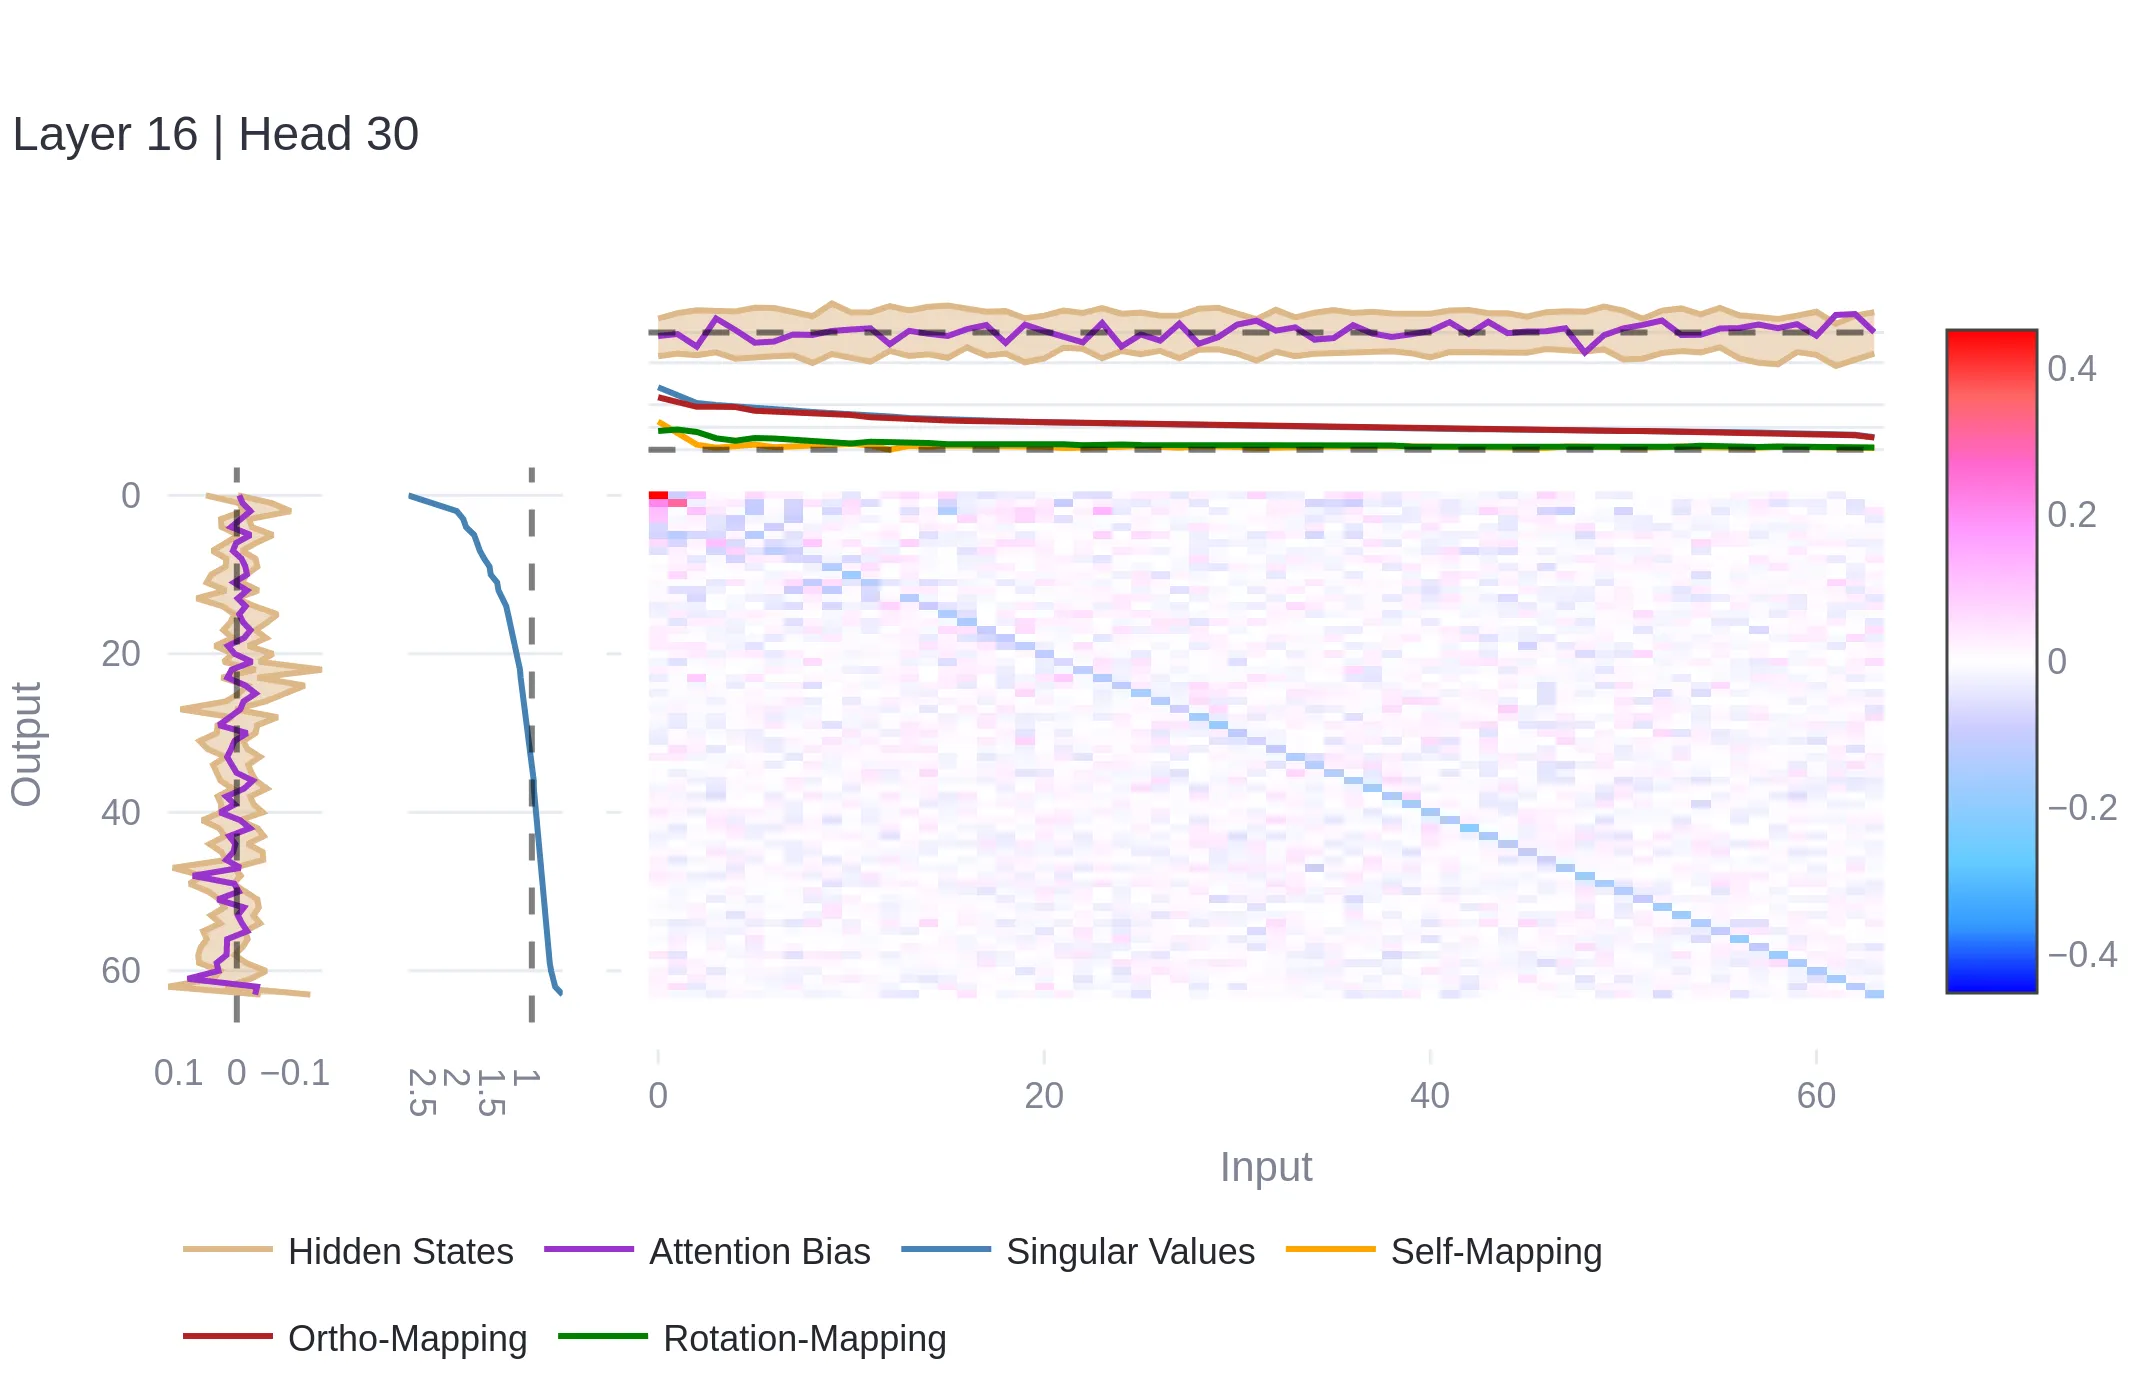 Layer 16 | Head 30
0
20
40
60
Output
0.1 0 −0.1
2.5 2 1.5 1
0 20 40 60
Input
0.4
0.2
0
−0.2
−0.4
Hidden States Attention Bias Singular Values Self-Mapping
Ortho-Mapping Rotation-Mapping